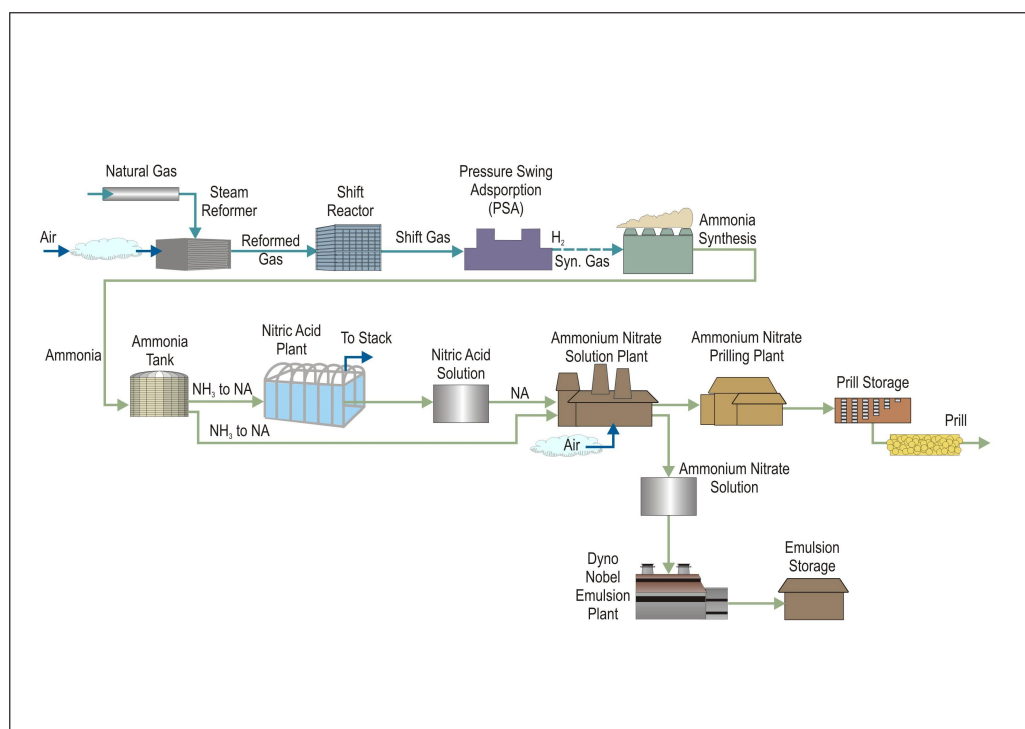 Natural Gas
Steam
Reformer
Air
Reformed
Gas
Shift
Reactor
Shift Gas
Pressure Swing
Adsporption
(PSA)
H₂
Syn. Gas
Ammonia
Synthesis
Ammonia
Ammonia
Tank
NH₃ to NA
NH₃ to NA
Nitric Acid
Plant
To Stack
Nitric Acid
Solution
NA
Ammonium Nitrate
Solution Plant
Air
Ammonium Nitrate
Prilling Plant
Prill Storage
Prill
Ammonium Nitrate
Solution
Dyno
Nobel
Emulsion
Plant
Emulsion
Storage